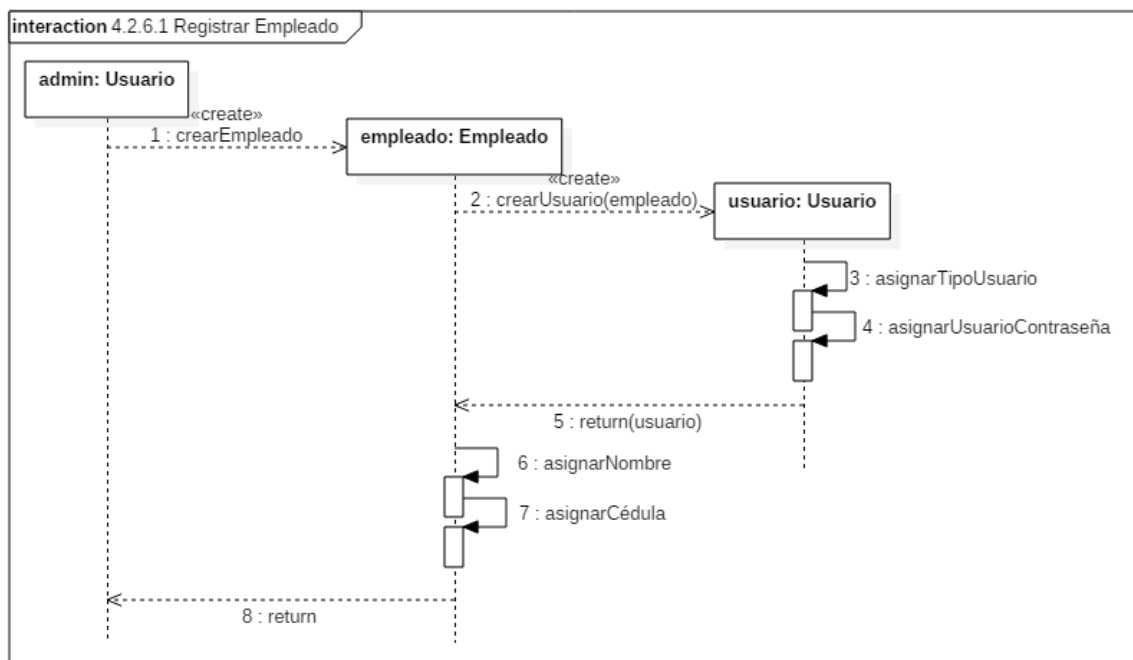 interaction 4.2.6.1 Registrar Empleado
admin: Usuario
«create»
1 : crearEmpleado
empleado: Empleado
«create»
2 : crearUsuario(empleado)
usuario: Usuario
3 : asignarTipoUsuario
4 : asignarUsuarioContraseña
5 : return(usuario)
6 : asignarNombre
7 : asignarCédula
8 : return